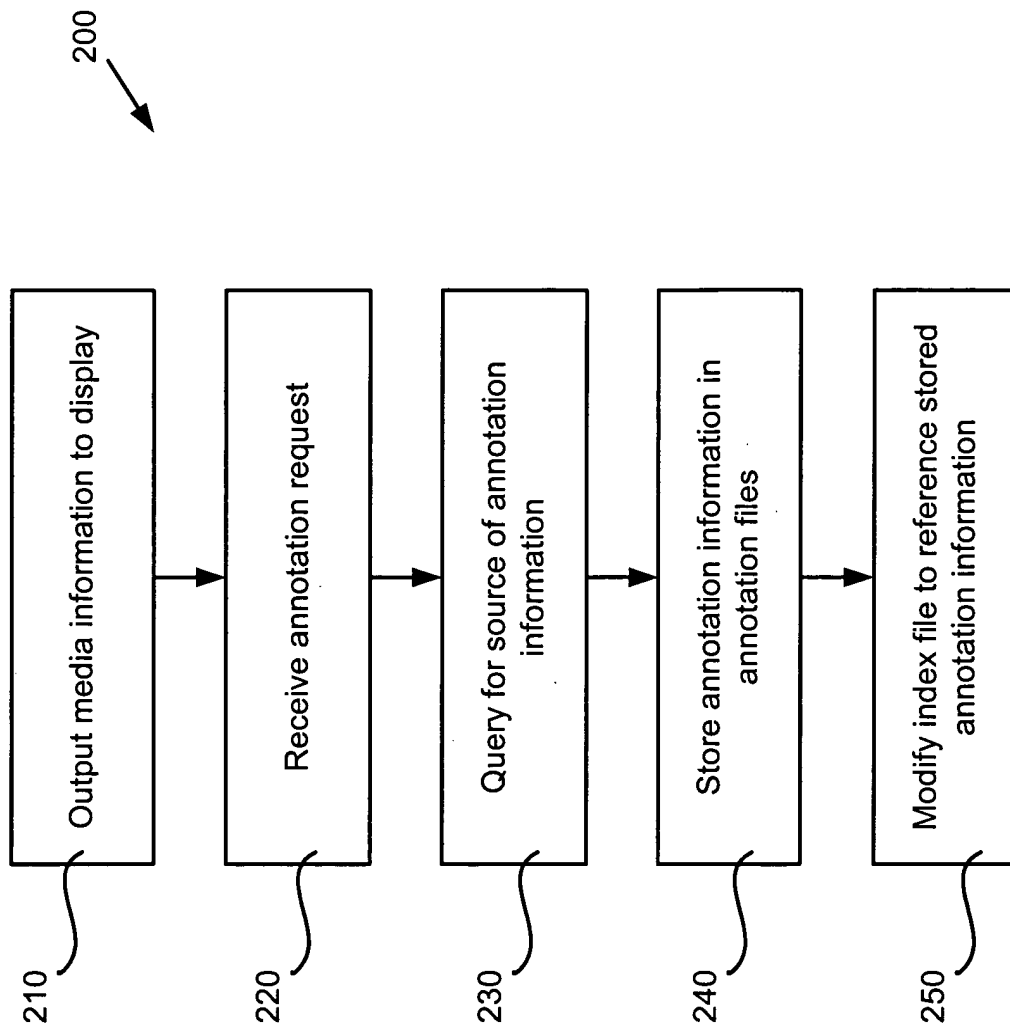 200
210
Output media information to display
220
Receive annotation request
230
Query for source of annotation
information
240
Store annotation information in
annotation files
250
Modify index file to reference stored
annotation information